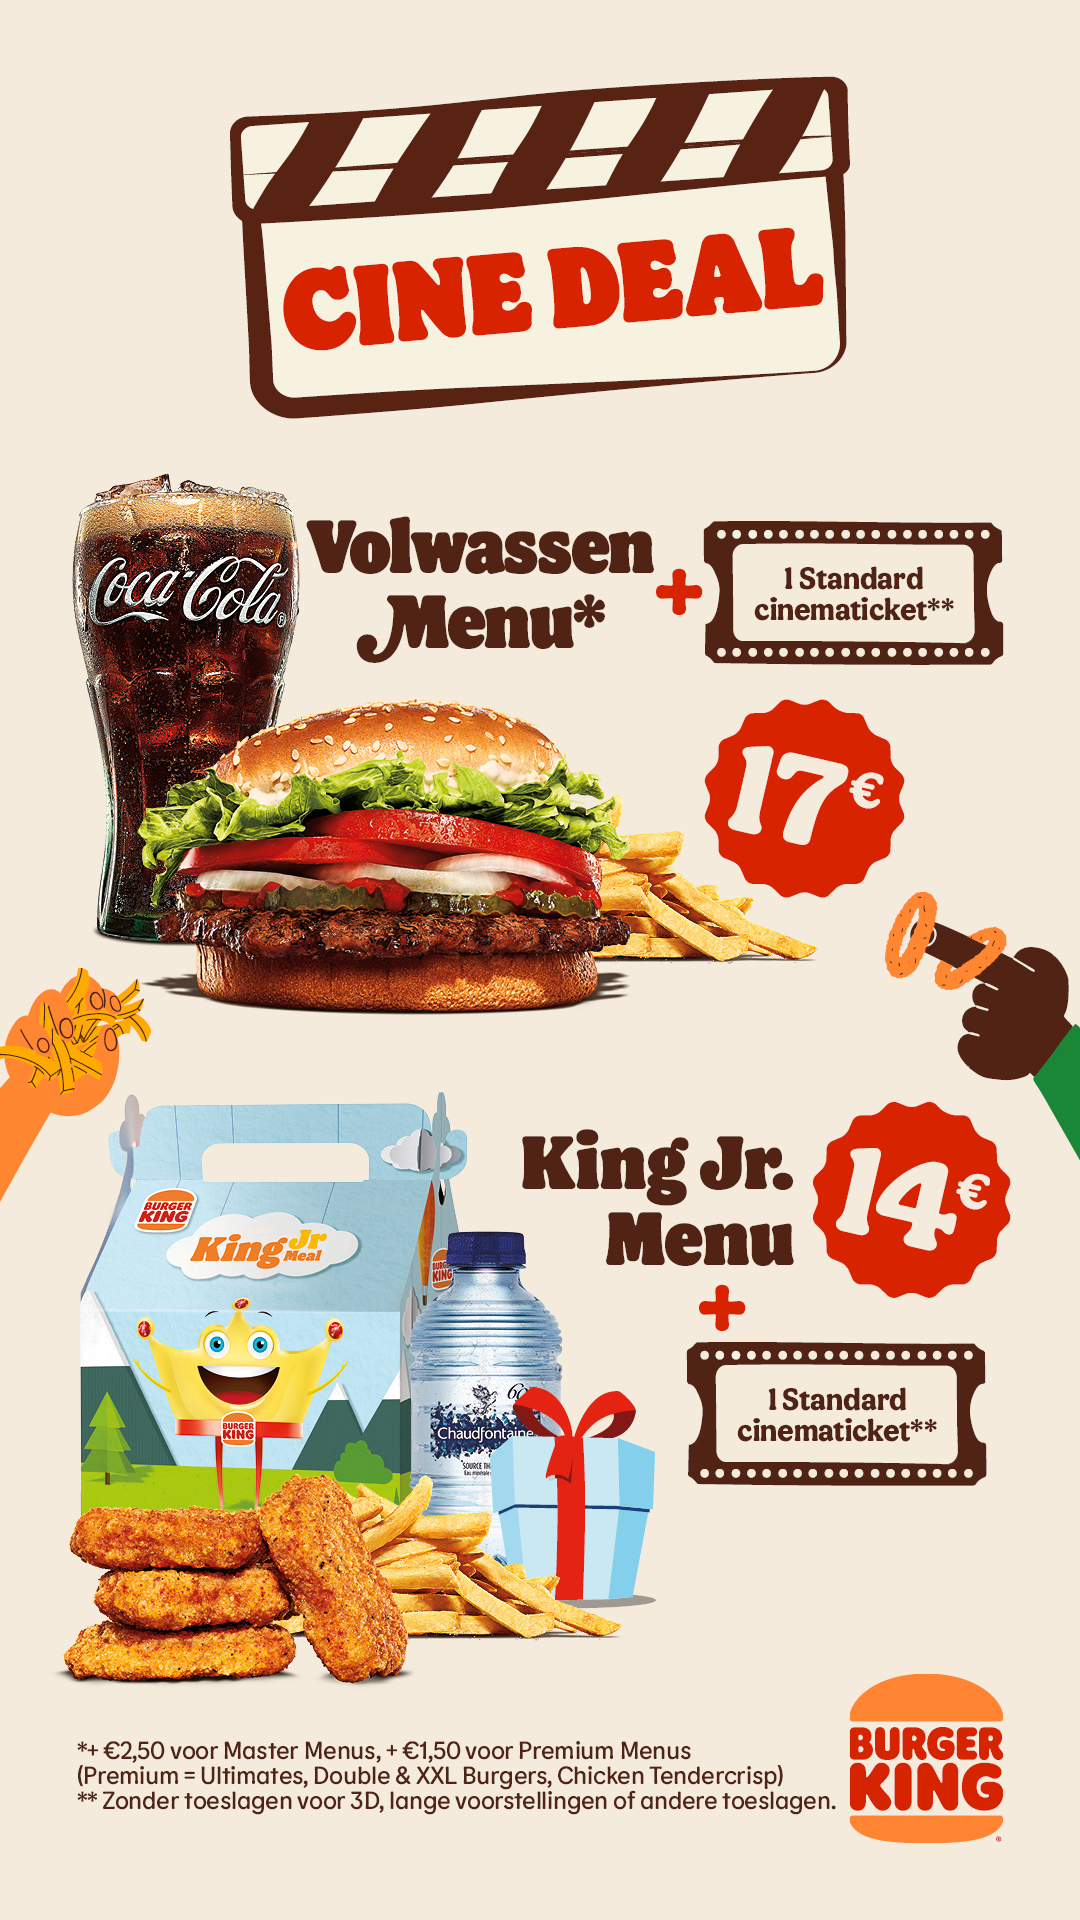 CINE DEAL
Coca-Cola®
Volwassen
Menu*
+
1 Standard
cinematicket**
17€
King Jr.
Menu
14€
+
1 Standard
cinematicket**
BURGER
KING
King Jr
Meal
BURGER
KING
Chaudfontaine
BURGER
KING
*+ €2,50 voor Master Menus, + €1,50 voor Premium Menus
(Premium = Ultimates, Double & XXL Burgers, Chicken Tendercrisp)
** Zonder toeslagen voor 3D, lange voorstellingen of andere toeslagen.
BURGER
KING
®